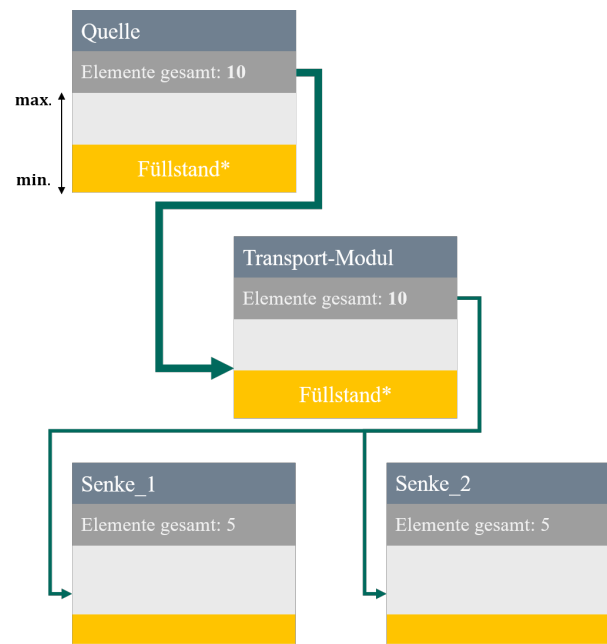 Quelle
Elemente gesamt: 10
max.
min.
Füllstand*
Transport-Modul
Elemente gesamt: 10
Füllstand*
Senke_1
Elemente gesamt: 5
Senke_2
Elemente gesamt: 5